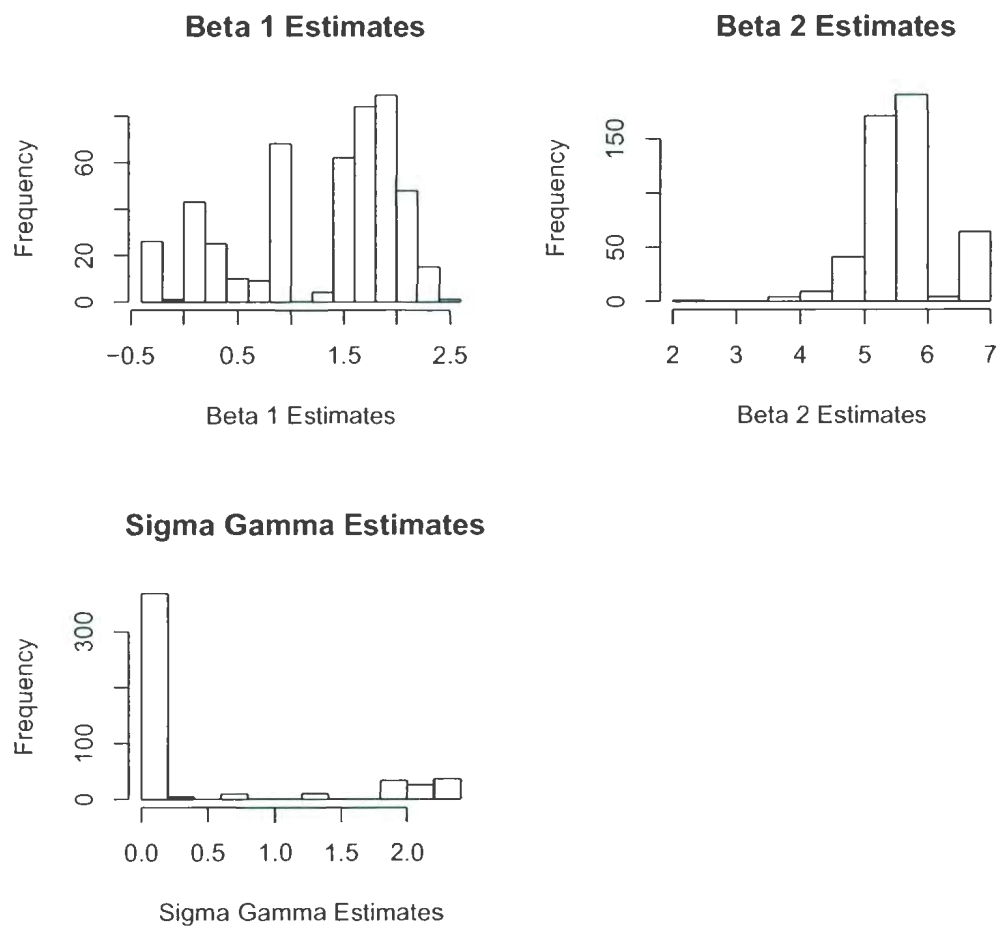 Beta 1 Estimates
Frequency
0 20 60
−0.5 0.5 1.5 2.5
Beta 1 Estimates
Beta 2 Estimates
Frequency
0 50 150
2 3 4 5 6 7
Beta 2 Estimates
Sigma Gamma Estimates
Frequency
0 100 300
0.0 0.5 1.0 1.5 2.0
Sigma Gamma Estimates